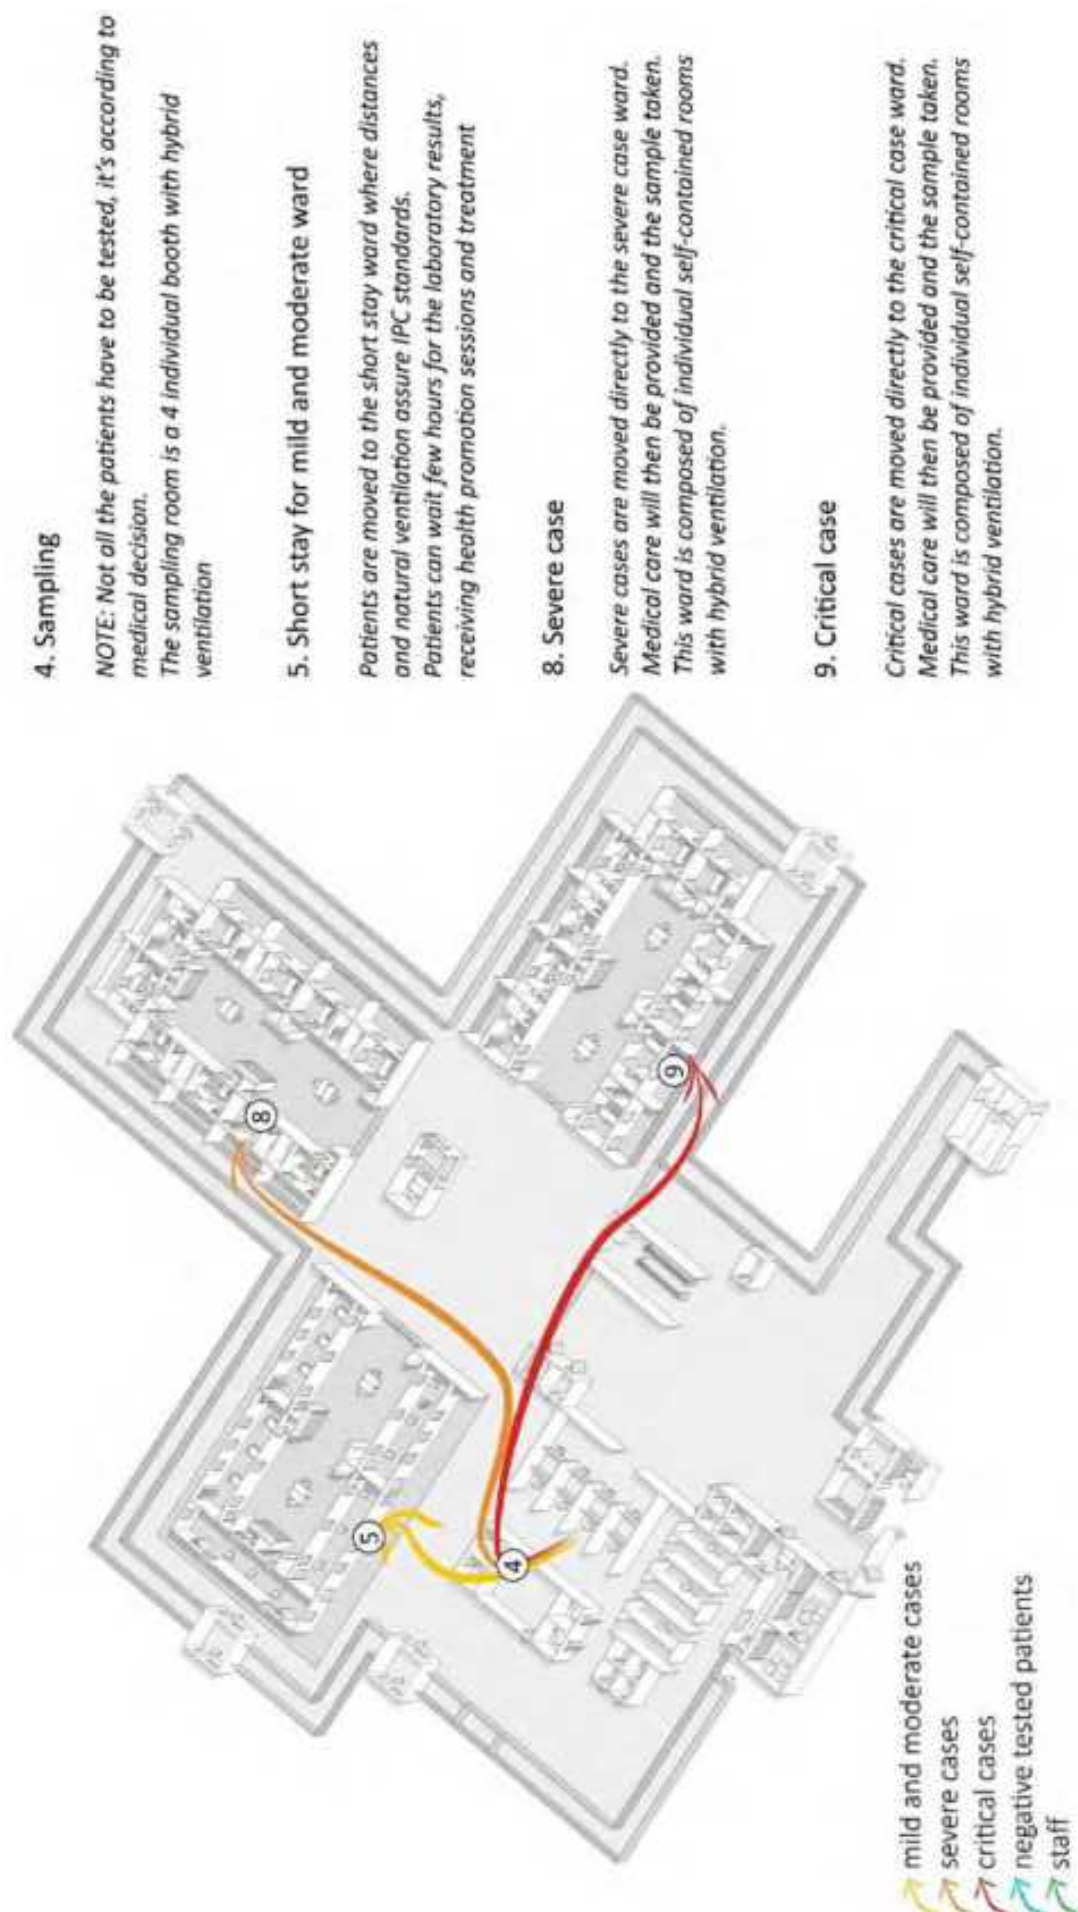 4. Sampling
NOTE: Not all the patients have to be tested, it's according to
medical decision.
The sampling room is a 4 individual booth with hybrid
ventilation
5. Short stay for mild and moderate ward
Patients are moved to the short stay ward where distances
and natural ventilation assure IPC standards.
Patients can wait few hours for the laboratory results,
receiving health promotion sessions and treatment
8. Severe case
Severe cases are moved directly to the severe case ward.
Medical care will then be provided and the sample taken.
This ward is composed of individual self-contained rooms
with hybrid ventilation.
9. Critical case
Critical cases are moved directly to the critical case ward.
Medical care will then be provided and the sample taken.
This ward is composed of individual self-contained rooms
with hybrid ventilation.
5
8
4
9
mild and moderate cases
severe cases
critical cases
negative tested patients
staff